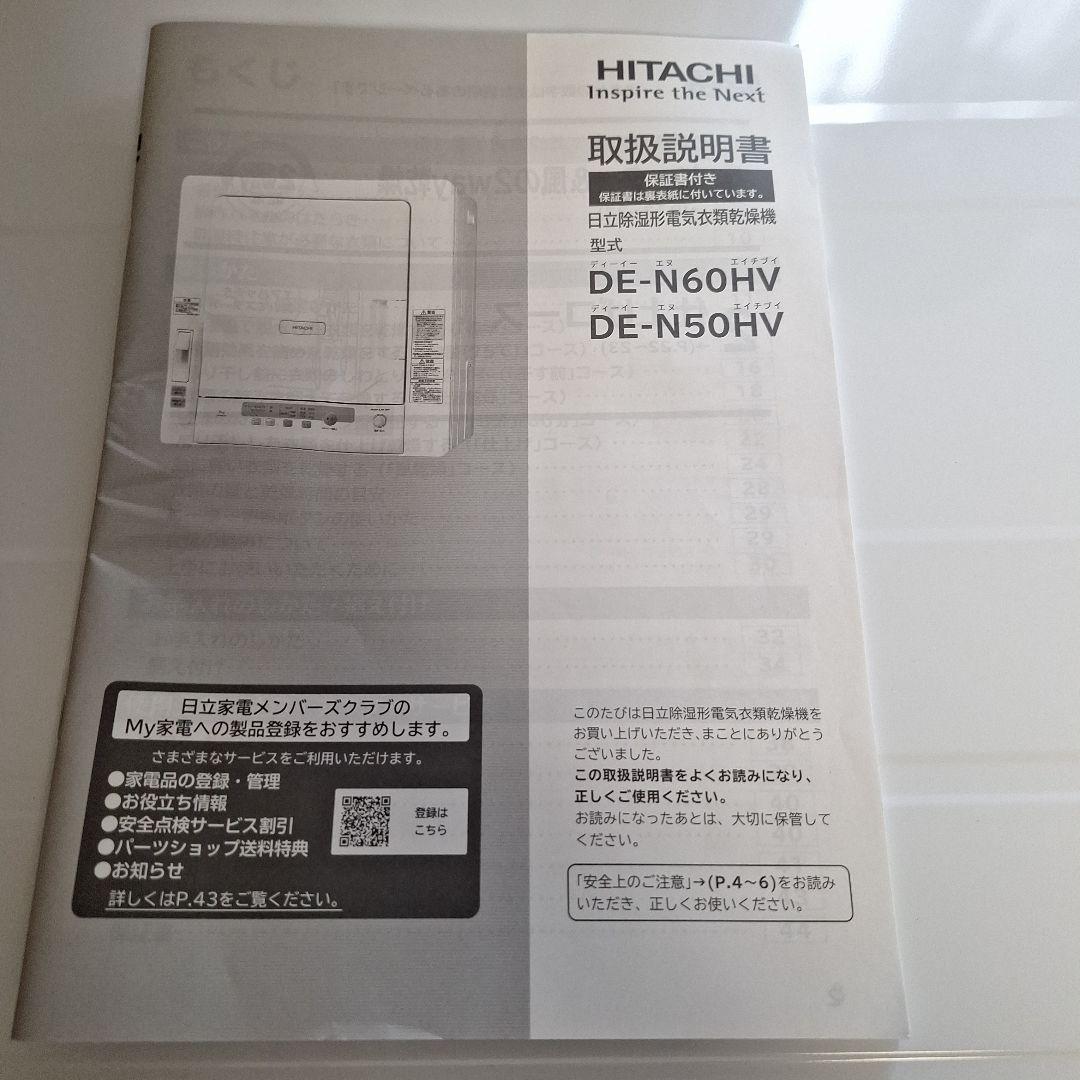 HITACHI
Inspire the Next
取扱説明書
保証書付き
保証書は裏表紙に付いています。
日立除湿形電気衣類乾燥機
型式
ディーイー エヌ エイチブイ
DE-N60HV
ディーイー エヌ エイチブイ
DE-N50HV
HITACHI
日立家電メンバーズクラブの
My家電への製品登録をおすすめします。
さまざまなサービスをご利用いただけます。
●家電品の登録・管理
●お役立ち情報
●安全点検サービス割引
●パーツショップ送料特典
●お知らせ
登録は
こちら
詳しくはP.43をご覧ください。
このたびは日立除湿形電気衣類乾燥機を
お買い上げいただき、まことにありがとう
ございました。
この取扱説明書をよくお読みになり、
正しくご使用ください。
お読みになったあとは、大切に保管して
ください。
「安全上のご注意」→(P.4～6)をお読み
いただき、正しくお使いください。